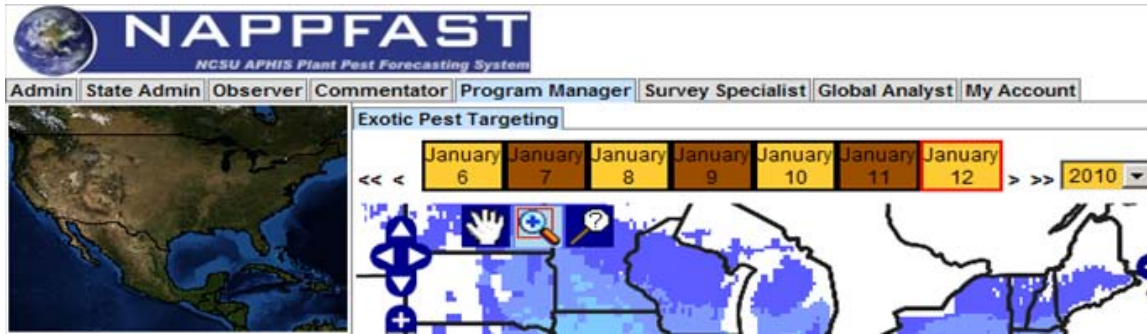 NAPPFAST
NCSU APHIS Plant Pest Forecasting System
Admin State Admin Observer Commentator Program Manager Survey Specialist Global Analyst My Account
Exotic Pest Targeting
<< < January 6 January 7 January 8 January 9 January 10 January 11 January 12 > >> 2010